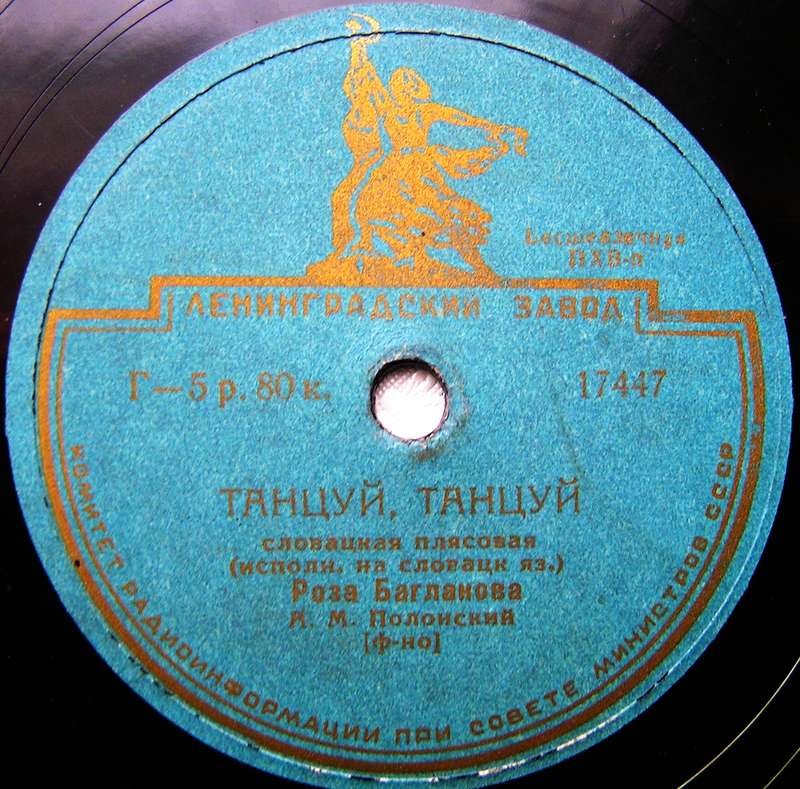 Бесшеллачная
ПХВ-п
ЛЕНИНГРАДСКИЙ ЗАВОД
Г—5 р. 80 к.
17447
ТАНЦУЙ, ТАНЦУЙ
словацкая плясовая
(исполн. на словацк яз.)
Роза Багланова
А. М. Полонский
[ф-но]
КОМИТЕТ РАДИОИНФОРМАЦИИ ПРИ СОВЕТЕ МИНИСТРОВ СССР